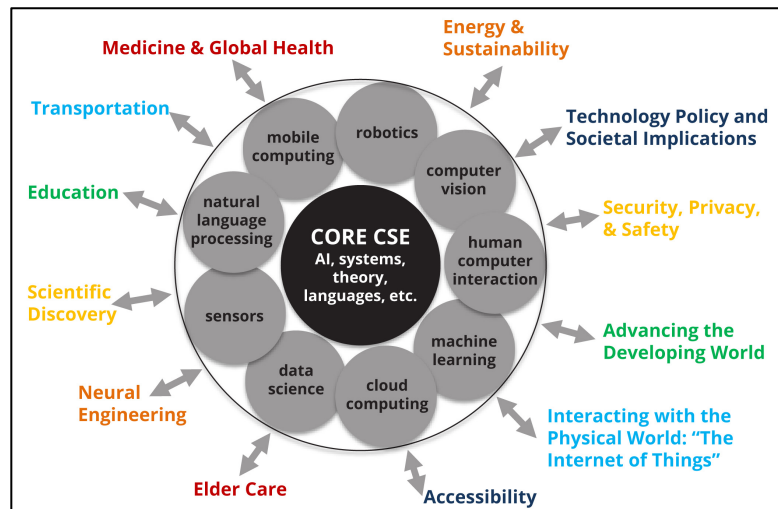 Medicine & Global Health
Energy &
Sustainability
Transportation
Technology Policy and
Societal Implications
Education
Security, Privacy,
& Safety
Scientific
Discovery
Advancing the
Developing World
Neural
Engineering
Interacting with the
Physical World: “The
Internet of Things”
Elder Care
Accessibility
mobile
computing
robotics
computer
vision
natural
language
processing
human
computer
interaction
sensors
machine
learning
data
science
cloud
computing
CORE CSE
AI, systems,
theory,
languages, etc.